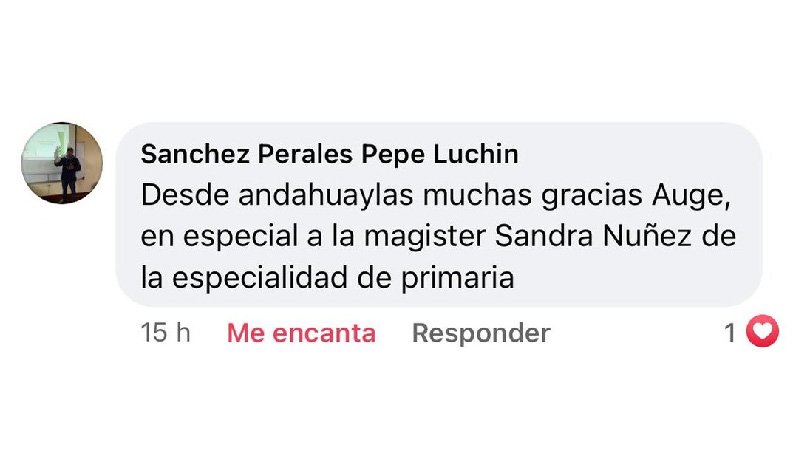 Sanchez Perales Pepe Luchin
Desde andahuaylas muchas gracias Auge,
en especial a la magister Sandra Nuñez de
la especialidad de primaria
15 h Me encanta Responder 1